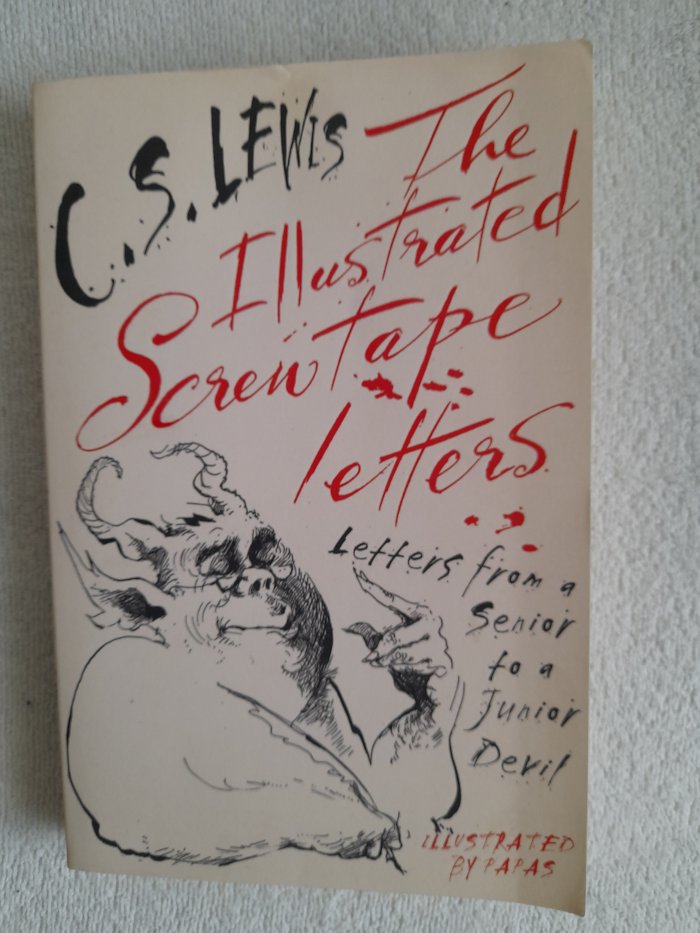 C.S. LEWIS
The
Illustrated
Screwtape
letters
Letters from a
Senior
to a
Junior
Devil
ILLUSTRATED
BY PAPAS